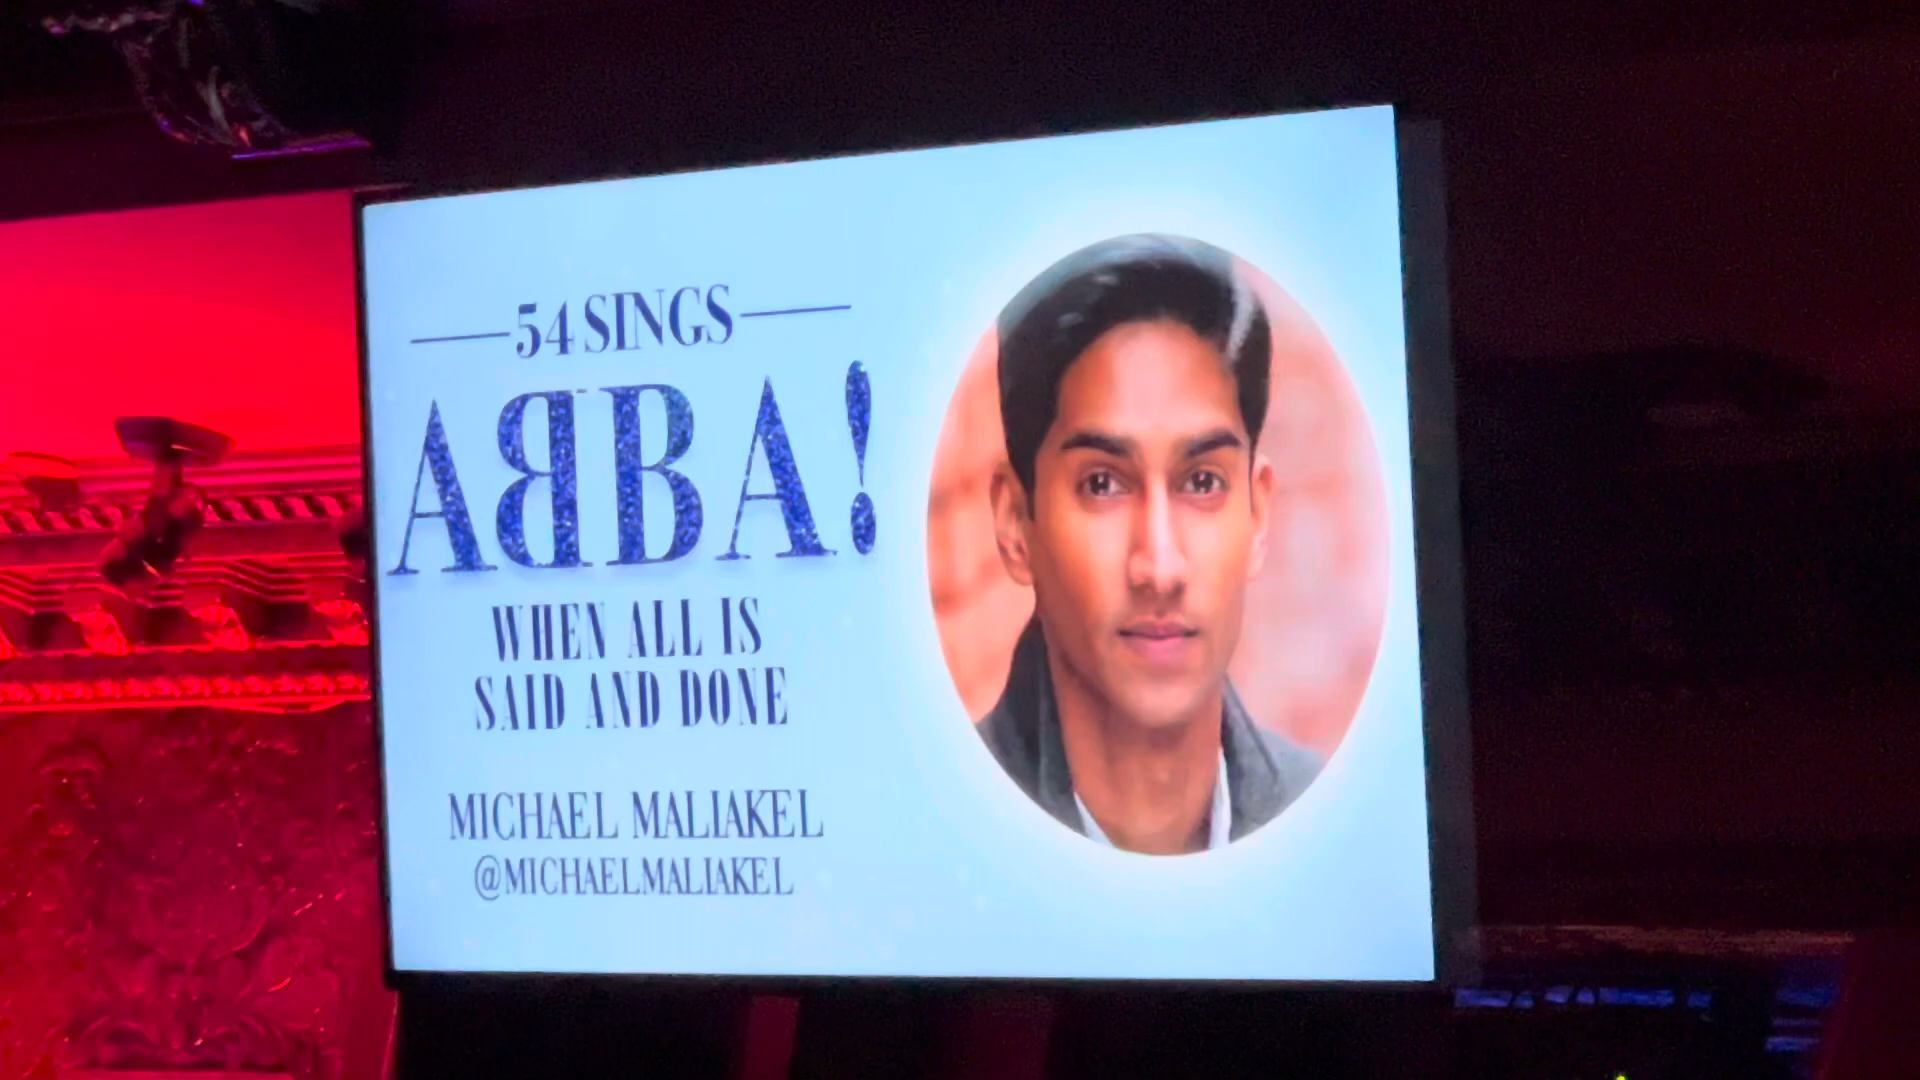 54 SINGS
ABBA!
WHEN ALL IS
SAID AND DONE
MICHAEL MALIAKEL
@MICHAELMALIAKEL